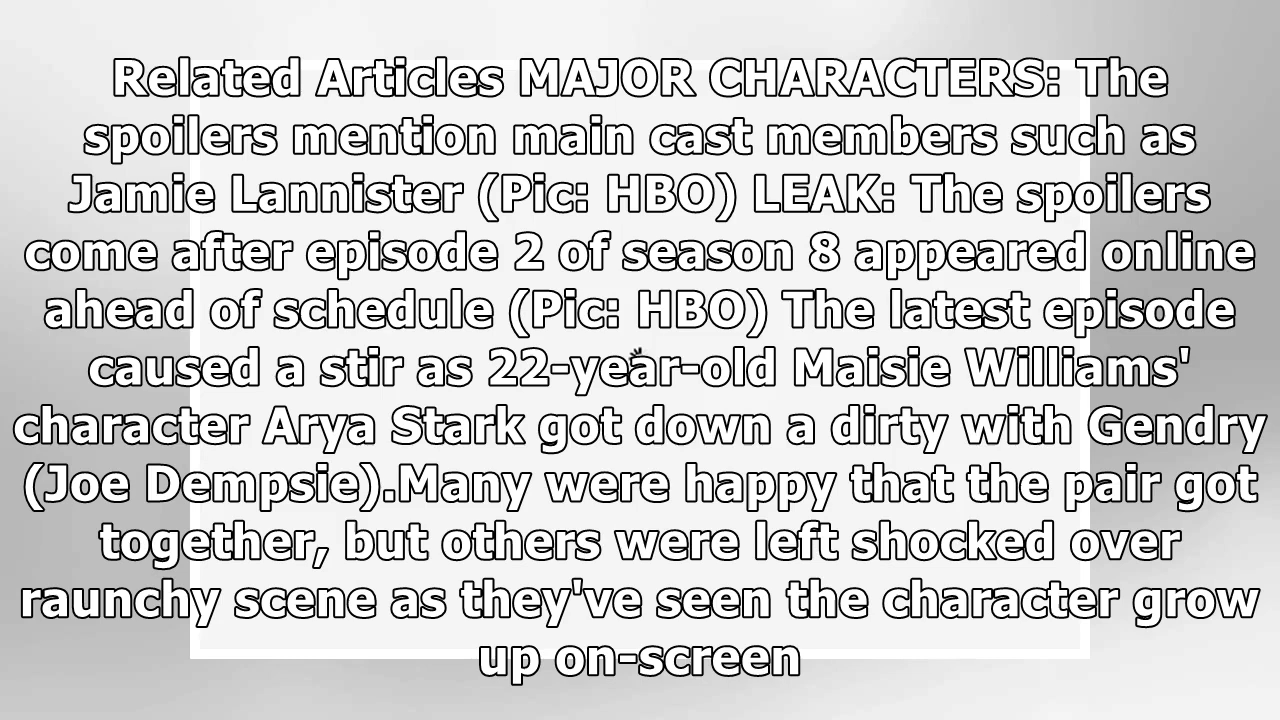 Related Articles MAJOR CHARACTERS: The
spoilers mention main cast members such as
Jamie Lannister (Pic: HBO) LEAK: The spoilers
come after episode 2 of season 8 appeared online
ahead of schedule (Pic: HBO) The latest episode
caused a stir as 22-year-old Maisie Williams'
character Arya Stark got down a dirty with Gendry
(Joe Dempsie).Many were happy that the pair got
together, but others were left shocked over
raunchy scene as they've seen the character grow
up on-screen